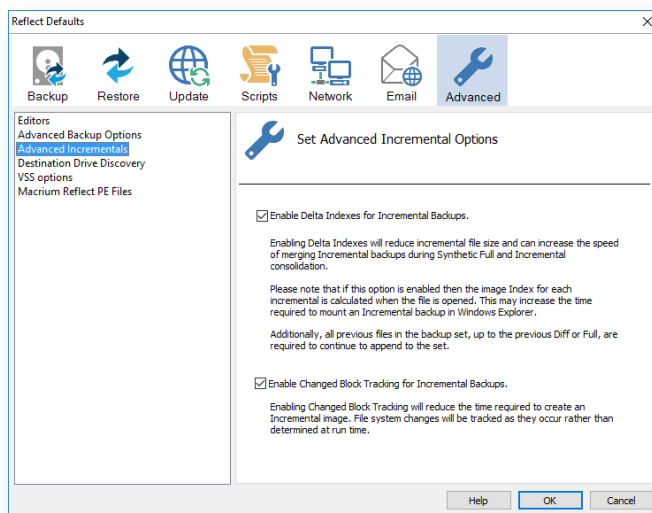 Reflect Defaults
Backup
Restore
Update
Scripts
Network
Email
Advanced
Editors
Advanced Backup Options
Advanced Incrementals
Destination Drive Discovery
VSS options
Macrium Reflect PE Files
Set Advanced Incremental Options
Enable Delta Indexes for Incremental Backups.
Enabling Delta Indexes will reduce incremental file size and can increase the speed
of merging Incremental backups during Synthetic Full and Incremental
consolidation.
Please note that if this option is enabled then the image Index for each
incremental is calculated when the file is opened. This may increase the time
required to mount an Incremental backup in Windows Explorer.
Additionally, all previous files in the backup set, up to the previous Diff or Full, are
required to continue to append to the set.
Enable Changed Block Tracking for Incremental Backups.
Enabling Changed Block Tracking will reduce the time required to create an
Incremental image. File system changes will be tracked as they occur rather than
determined at run time.
Help
OK
Cancel